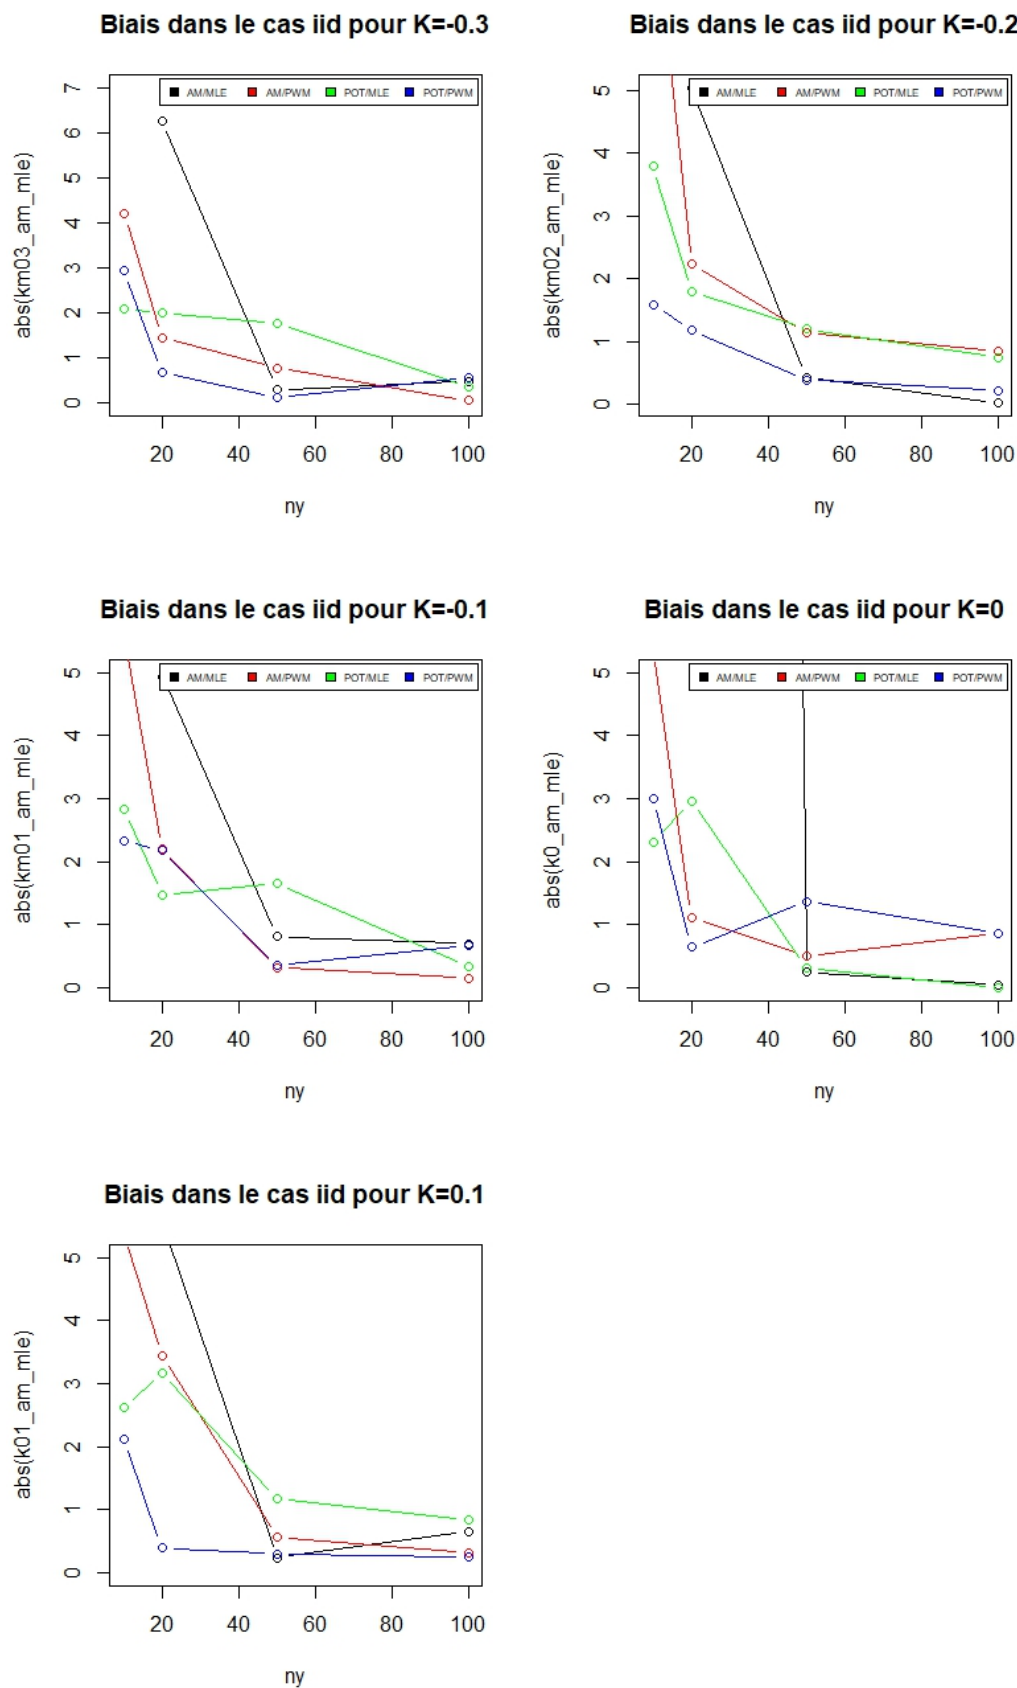 Biais dans le cas iid pour K=-0.3
AM/MLE AM/PWM POT/MLE POT/PWM
7
6
5
4
3
2
1
0
abs(km03_am_mle)
20 40 60 80 100
ny
Biais dans le cas iid pour K=-0.2
AM/MLE AM/PWM POT/MLE POT/PWM
5
4
3
2
1
0
abs(km02_am_mle)
20 40 60 80 100
ny
Biais dans le cas iid pour K=-0.1
AM/MLE AM/PWM POT/MLE POT/PWM
5
4
3
2
1
0
abs(km01_am_mle)
20 40 60 80 100
ny
Biais dans le cas iid pour K=0
AM/MLE AM/PWM POT/MLE POT/PWM
5
4
3
2
1
0
abs(k0_am_mle)
20 40 60 80 100
ny
Biais dans le cas iid pour K=0.1
5
4
3
2
1
0
abs(k01_am_mle)
20 40 60 80 100
ny